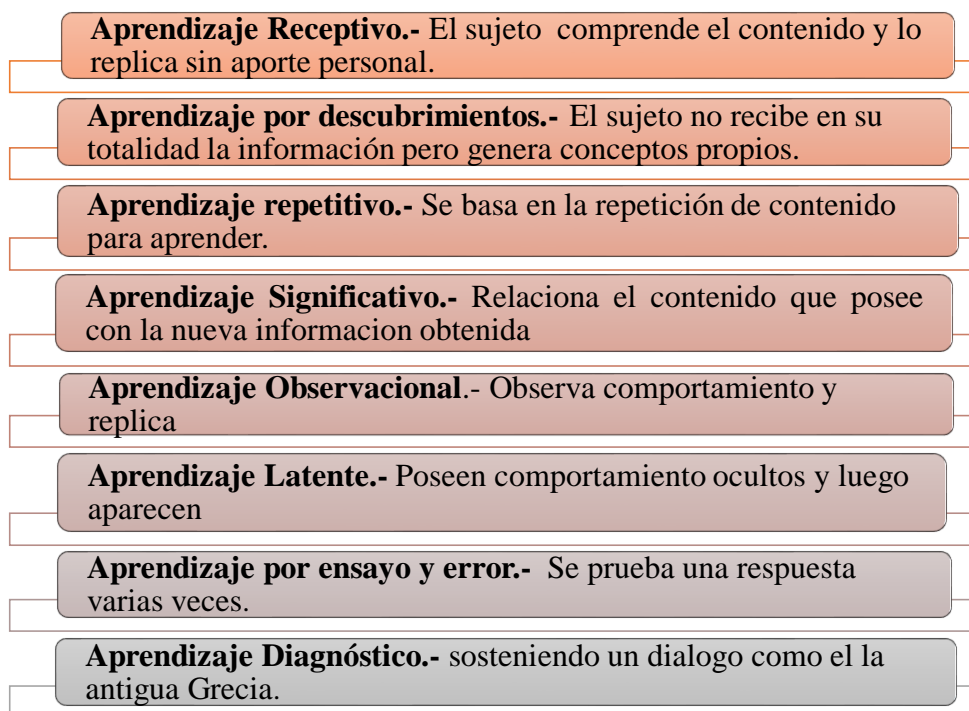 Aprendizaje Receptivo.- El sujeto comprende el contenido y lo
replica sin aporte personal.
Aprendizaje por descubrimientos.- El sujeto no recibe en su
totalidad la información pero genera conceptos propios.
Aprendizaje repetitivo.- Se basa en la repetición de contenido
para aprender.
Aprendizaje Significativo.- Relaciona el contenido que posee
con la nueva informacion obtenida
Aprendizaje Observacional.- Observa comportamiento y
replica
Aprendizaje Latente.- Poseen comportamiento ocultos y luego
aparecen
Aprendizaje por ensayo y error.- Se prueba una respuesta
varias veces.
Aprendizaje Diagnóstico.- sosteniendo un dialogo como el la
antigua Grecia.